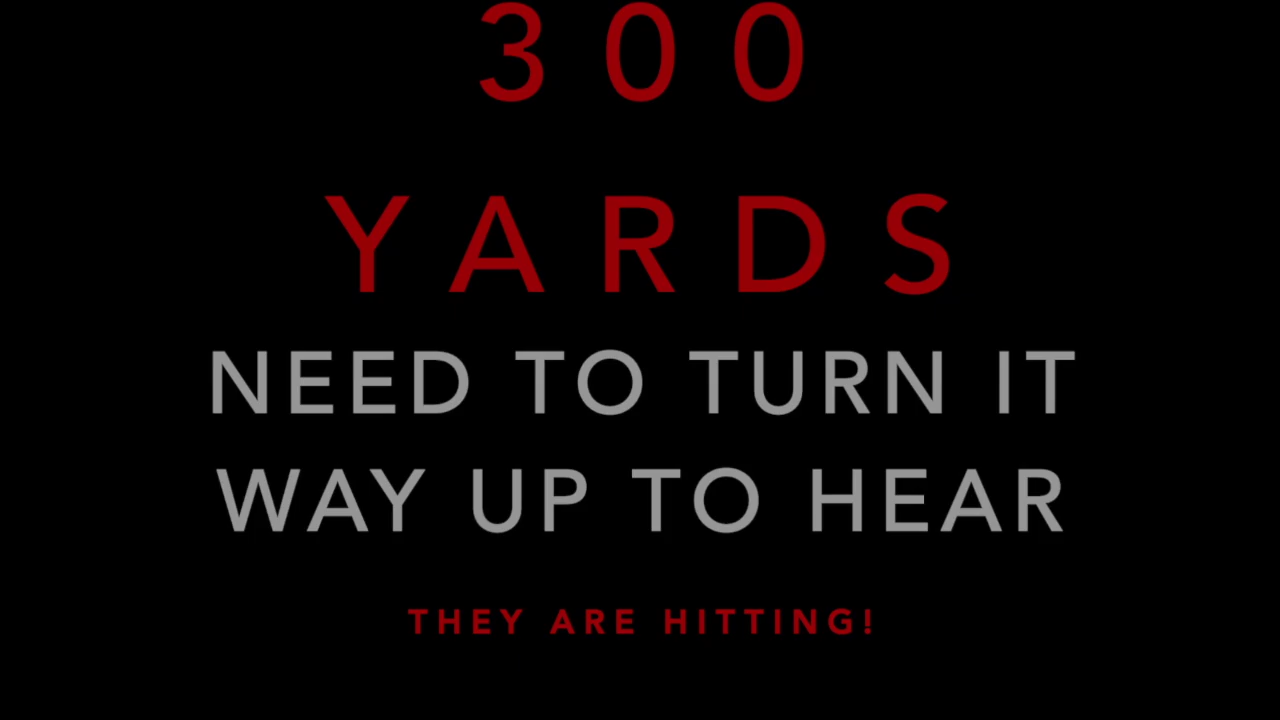 300
YARDS
NEED TO TURN IT
WAY UP TO HEAR
THEY ARE HITTING!